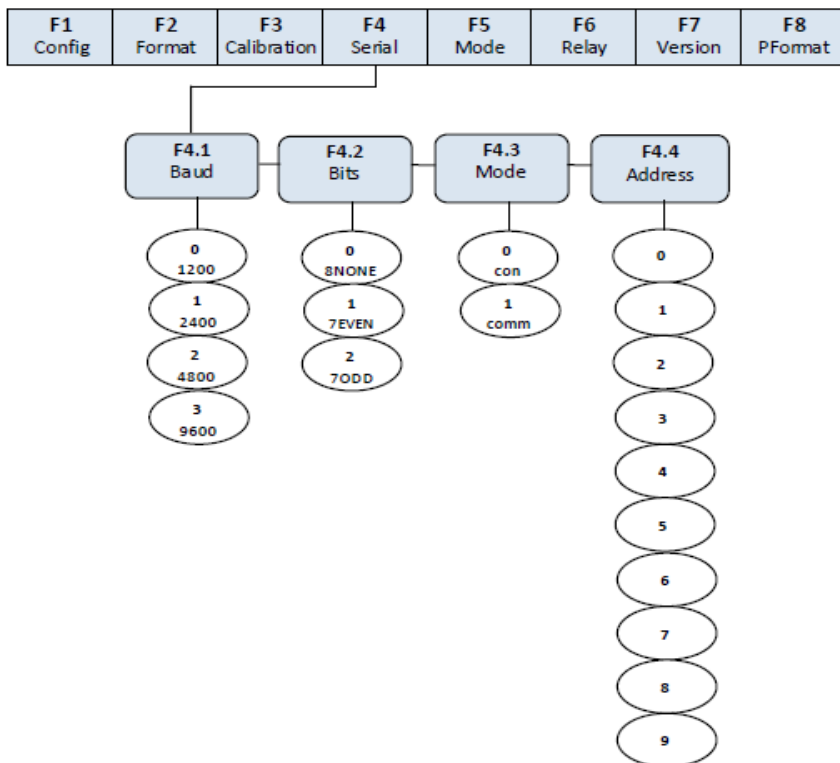 F1 F2 F3 F4 F5 F6 F7 F8
Config Format Calibration Serial Mode Relay Version PFormat
F4.1
Baud
F4.2
Bits
F4.3
Mode
F4.4
Address
0
1200
1
2400
2
4800
3
9600
0
8NONE
1
7EVEN
2
7ODD
0
con
1
comm
0
1
2
3
4
5
6
7
8
9